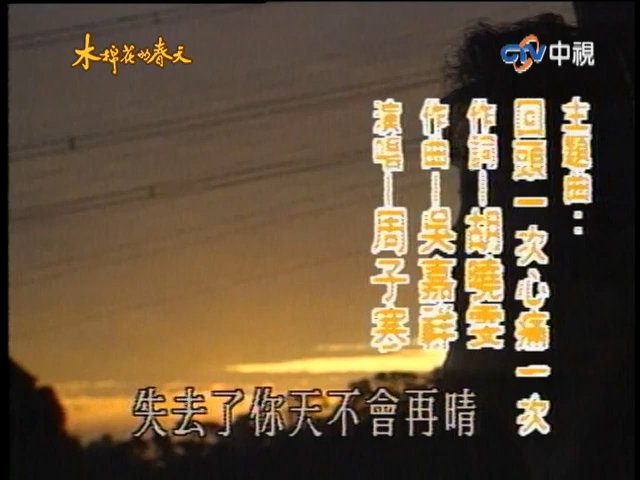 木棉花的春天
CTV中視
主題曲：
回頭一次心痛一次
作詞—胡曉雯
作曲—吳嘉祥
演唱—周子寒
失去了你天不會再晴